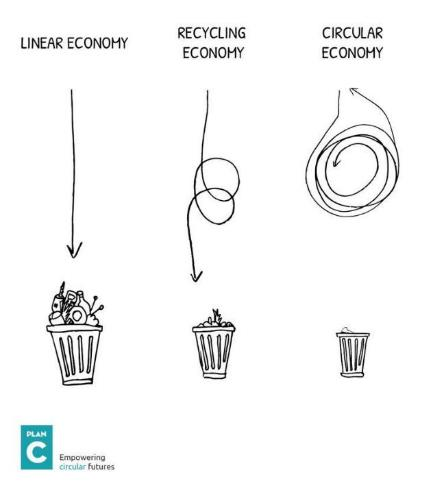 LINEAR ECONOMY
RECYCLING
ECONOMY
CIRCULAR
ECONOMY
PLAN
C
Empowering
circular futures